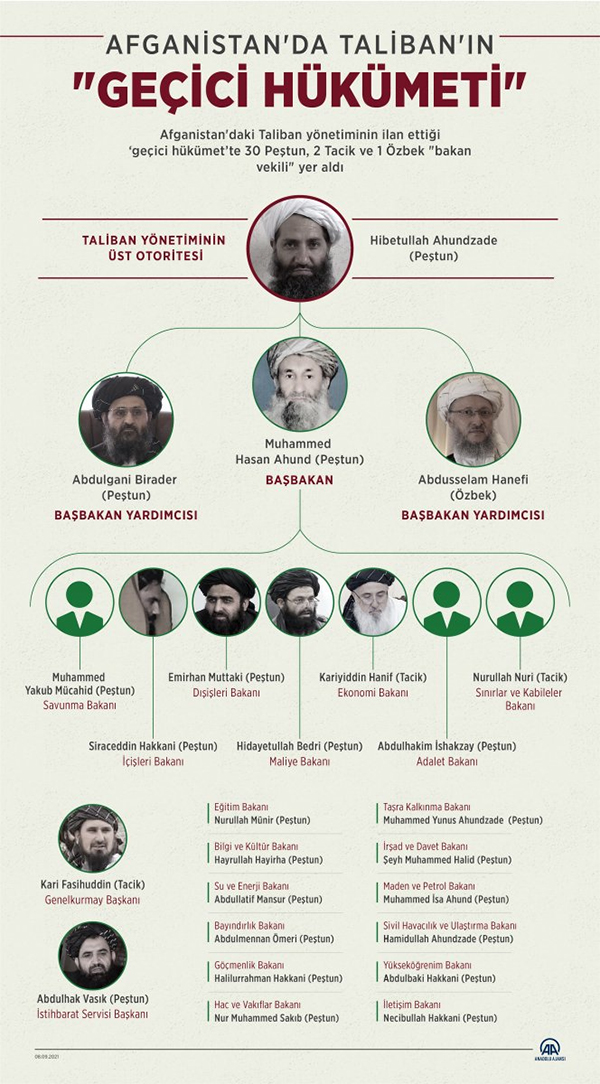 AFGANİSTAN'DA TALİBAN'IN
"GEÇİCİ HÜKÜMETİ"
Afganistan'daki Taliban yönetiminin ilan ettiği
‘geçici hükümet’te 30 Peştun, 2 Tacik ve 1 Özbek "bakan
vekili" yer aldı
TALİBAN YÖNETİMİNİN
ÜST OTORİTESİ
Hibetullah Ahundzade
(Peştun)
Abdulgani Birader
(Peştun)
BAŞBAKAN YARDIMCISI
Muhammed
Hasan Ahund (Peştun)
BAŞBAKAN
Abdusselam Hanefi
(Özbek)
BAŞBAKAN YARDIMCISI
Muhammed
Yakub Mücahid (Peştun)
Savunma Bakanı
Emirhan Muttaki (Peştun)
Dışişleri Bakanı
Kariyiddin Hanif (Tacik)
Ekonomi Bakanı
Nurullah Nuri (Tacik)
Sınırlar ve Kabileler
Bakanı
Siraceddin Hakkani (Peştun)
İçişleri Bakanı
Hidayetullah Bedri (Peştun)
Maliye Bakanı
Abdulhakim İshakzay (Peştun)
Adalet Bakanı
Kari Fasihuddin (Tacik)
Genelkurmay Başkanı
Abdulhak Vasık (Peştun)
İstihbarat Servisi Başkanı
Eğitim Bakanı
Nurullah Münir (Peştun)
Bilgi ve Kültür Bakanı
Hayrullah Hayirha (Peştun)
Su ve Enerji Bakanı
Abdullatif Mansur (Peştun)
Bayındırlık Bakanı
Abdulmennan Ömeri (Peştun)
Göçmenlik Bakanı
Halilurrahman Hakkani (Peştun)
Hac ve Vakıflar Bakanı
Nur Muhammed Sakıb (Peştun)
Taşra Kalkınma Bakanı
Muhammed Yunus Ahundzade (Peştun)
İrşad ve Davet Bakanı
Şeyh Muhammed Halid (Peştun)
Maden ve Petrol Bakanı
Muhammed İsa Ahund (Peştun)
Sivil Havacılık ve Ulaştırma Bakanı
Hamidullah Ahundzade (Peştun)
Yükseköğrenim Bakanı
Abdulbaki Hakkani (Peştun)
İletişim Bakanı
Necibullah Hakkani (Peştun)
08.09.2021
AA
ANADOLU AJANSI